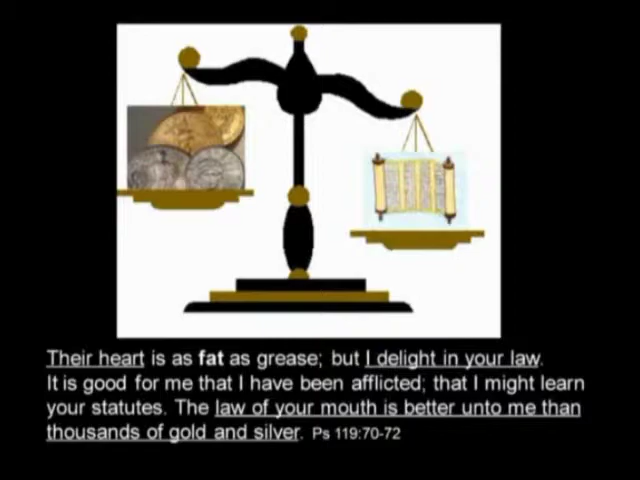 Their heart is as fat as grease; but I delight in your law.
It is good for me that I have been afflicted; that I might learn
your statutes. The law of your mouth is better unto me than
thousands of gold and silver. Ps 119:70-72